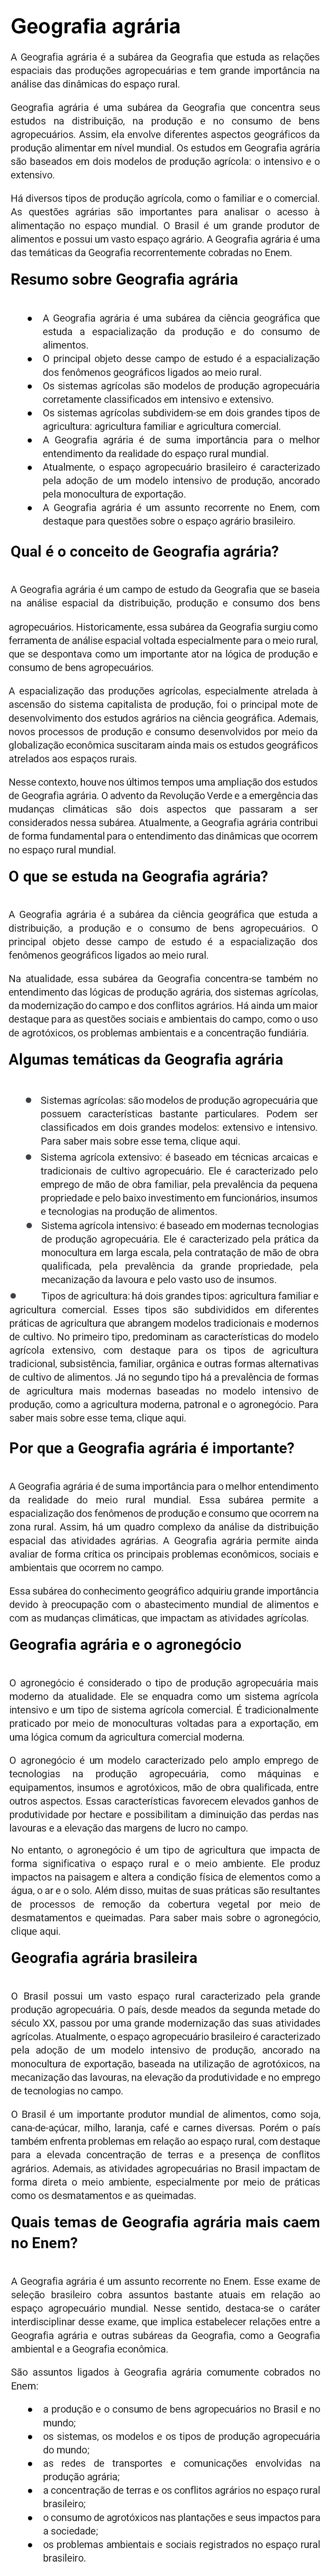 Geografia agrária
A Geografia agrária é a subárea da Geografia que estuda as relações
espaciais das produções agropecuárias e tem grande importância na
análise das dinâmicas do espaço rural.
Geografia agrária é uma subárea da Geografia que concentra seus
estudos na distribuição, na produção e no consumo de bens
agropecuários. Assim, ela envolve diferentes aspectos geográficos da
produção alimentar em nível mundial. Os estudos em Geografia agrária
são baseados em dois modelos de produção agrícola: o intensivo e o
extensivo.
Há diversos tipos de produção agrícola, como o familiar e o comercial.
As questões agrárias são importantes para analisar o acesso à
alimentação no espaço mundial. O Brasil é um grande produtor de
alimentos e possui um vasto espaço agrário. A Geografia agrária é uma
das temáticas da Geografia recorrentemente cobradas no Enem.
Resumo sobre Geografia agrária
● A Geografia agrária é uma subárea da ciência geográfica que
estuda a espacialização da produção e do consumo de
alimentos.
● O principal objeto desse campo de estudo é a espacialização
dos fenômenos geográficos ligados ao meio rural.
● Os sistemas agrícolas são modelos de produção agropecuária
corretamente classificados em intensivo e extensivo.
● Os sistemas agrícolas subdividem-se em dois grandes tipos de
agricultura: agricultura familiar e agricultura comercial.
● A Geografia agrária é de suma importância para o melhor
entendimento da realidade do espaço rural mundial.
● Atualmente, o espaço agropecuário brasileiro é caracterizado
pela adoção de um modelo intensivo de produção, ancorado
pela monocultura de exportação.
● A Geografia agrária é um assunto recorrente no Enem, com
destaque para questões sobre o espaço agrário brasileiro.
Qual é o conceito de Geografia agrária?
A Geografia agrária é um campo de estudo da Geografia que se baseia
na análise espacial da distribuição, produção e consumo dos bens
agropecuários. Historicamente, essa subárea da Geografia surgiu como
ferramenta de análise espacial voltada especialmente para o meio rural,
que se despontava como um importante ator na lógica de produção e
consumo de bens agropecuários.
A espacialização das produções agrícolas, especialmente atrelada à
ascensão do sistema capitalista de produção, foi o principal mote de
desenvolvimento dos estudos agrários na ciência geográfica. Ademais,
novos processos de produção e consumo desenvolvidos por meio da
globalização econômica suscitaram ainda mais os estudos geográficos
atrelados aos espaços rurais.
Nesse contexto, houve nos últimos tempos uma ampliação dos estudos
de Geografia agrária. O advento da Revolução Verde e a emergência das
mudanças climáticas são dois aspectos que passaram a ser
considerados nessa subárea. Atualmente, a Geografia agrária contribui
de forma fundamental para o entendimento das dinâmicas que ocorrem
no espaço rural mundial.
O que se estuda na Geografia agrária?
A Geografia agrária é a subárea da ciência geográfica que estuda a
distribuição, a produção e o consumo de bens agropecuários. O
principal objeto desse campo de estudo é a espacialização dos
fenômenos geográficos ligados ao meio rural.
Na atualidade, essa subárea da Geografia concentra-se também no
entendimento das lógicas de produção agrária, dos sistemas agrícolas,
da modernização do campo e dos conflitos agrários. Há ainda um maior
destaque para as questões sociais e ambientais do campo, como o uso
de agrotóxicos, os problemas ambientais e a concentração fundiária.
Algumas temáticas da Geografia agrária
● Sistemas agrícolas: são modelos de produção agropecuária que
possuem características bastante particulares. Podem ser
classificados em dois grandes modelos: extensivo e intensivo.
Para saber mais sobre esse tema, clique aqui.
● Sistema agrícola extensivo: é baseado em técnicas arcaicas e
tradicionais de cultivo agropecuário. Ele é caracterizado pelo
emprego de mão de obra familiar, pela prevalência da pequena
propriedade e pelo baixo investimento em funcionários, insumos
e tecnologias na produção de alimentos.
● Sistema agrícola intensivo: é baseado em modernas tecnologias
de produção agropecuária. Ele é caracterizado pela prática da
monocultura em larga escala, pela contratação de mão de obra
qualificada, pela prevalência da grande propriedade, pela
mecanização da lavoura e pelo vasto uso de insumos.
● Tipos de agricultura: há dois grandes tipos: agricultura familiar e
agricultura comercial. Esses tipos são subdivididos em diferentes
práticas de agricultura que abrangem modelos tradicionais e modernos
de cultivo. No primeiro tipo, predominam as características do modelo
agrícola extensivo, com destaque para os tipos de agricultura
tradicional, subsistência, familiar, orgânica e outras formas alternativas
de cultivo de alimentos. Já no segundo tipo há a prevalência de formas
de agricultura mais modernas baseadas no modelo intensivo de
produção, como a agricultura moderna, patronal e o agronegócio. Para
saber mais sobre esse tema, clique aqui.
Por que a Geografia agrária é importante?
A Geografia agrária é de suma importância para o melhor entendimento
da realidade do meio rural mundial. Essa subárea permite a
espacialização dos fenômenos de produção e consumo que ocorrem na
zona rural. Assim, há um quadro complexo da análise da distribuição
espacial das atividades agrárias. A Geografia agrária permite ainda
avaliar de forma crítica os principais problemas econômicos, sociais e
ambientais que ocorrem no campo.
Essa subárea do conhecimento geográfico adquiriu grande importância
devido à preocupação com o abastecimento mundial de alimentos e
com as mudanças climáticas, que impactam as atividades agrícolas.
Geografia agrária e o agronegócio
O agronegócio é considerado o tipo de produção agropecuária mais
moderno da atualidade. Ele se enquadra como um sistema agrícola
intensivo e um tipo de sistema agrícola comercial. É tradicionalmente
praticado por meio de monoculturas voltadas para a exportação, em
uma lógica comum da agricultura comercial moderna.
O agronegócio é um modelo caracterizado pelo amplo emprego de
tecnologias na produção agropecuária, como máquinas e
equipamentos, insumos e agrotóxicos, mão de obra qualificada, entre
outros aspectos. Essas características favorecem elevados ganhos de
produtividade por hectare e possibilitam a diminuição das perdas nas
lavouras e a elevação das margens de lucro no campo.
No entanto, o agronegócio é um tipo de agricultura que impacta de
forma significativa o espaço rural e o meio ambiente. Ele produz
impactos na paisagem e altera a condição física de elementos como a
água, o ar e o solo. Além disso, muitas de suas práticas são resultantes
de processos de remoção da cobertura vegetal por meio de
desmatamentos e queimadas. Para saber mais sobre o agronegócio,
clique aqui.
Geografia agrária brasileira
O Brasil possui um vasto espaço rural caracterizado pela grande
produção agropecuária. O país, desde meados da segunda metade do
século XX, passou por uma grande modernização das suas atividades
agrícolas. Atualmente, o espaço agropecuário brasileiro é caracterizado
pela adoção de um modelo intensivo de produção, ancorado na
monocultura de exportação, baseada na utilização de agrotóxicos, na
mecanização das lavouras, na elevação da produtividade e no emprego
de tecnologias no campo.
O Brasil é um importante produtor mundial de alimentos, como soja,
cana-de-açúcar, milho, laranja, café e carnes diversas. Porém o país
também enfrenta problemas em relação ao espaço rural, com destaque
para a elevada concentração de terras e a presença de conflitos
agrários. Ademais, as atividades agropecuárias no Brasil impactam de
forma direta o meio ambiente, especialmente por meio de práticas
como os desmatamentos e as queimadas.
Quais temas de Geografia agrária mais caem
no Enem?
A Geografia agrária é um assunto recorrente no Enem. Esse exame de
seleção brasileiro cobra assuntos bastante atuais em relação ao
espaço agropecuário mundial. Nesse sentido, destaca-se o caráter
interdisciplinar desse exame, que implica estabelecer relações entre a
Geografia agrária e outras subáreas da Geografia, como a Geografia
ambiental e a Geografia econômica.
São assuntos ligados à Geografia agrária comumente cobrados no
Enem:
● a produção e o consumo de bens agropecuários no Brasil e no
mundo;
● os sistemas, os modelos e os tipos de produção agropecuária
do mundo;
● as redes de transportes e comunicações envolvidas na
produção agrária;
● a concentração de terras e os conflitos agrários no espaço rural
brasileiro;
● o consumo de agrotóxicos nas plantações e seus impactos para
a sociedade;
● os problemas ambientais e sociais registrados no espaço rural
brasileiro.